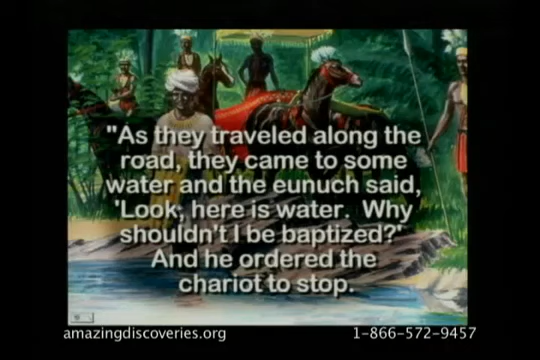 "As they traveled along the
road, they came to some
water and the eunuch said,
'Look, here is water. Why
shouldn't I be baptized?'
And he ordered the
chariot to stop.
amazingdiscoveries.org
1-866-572-9457